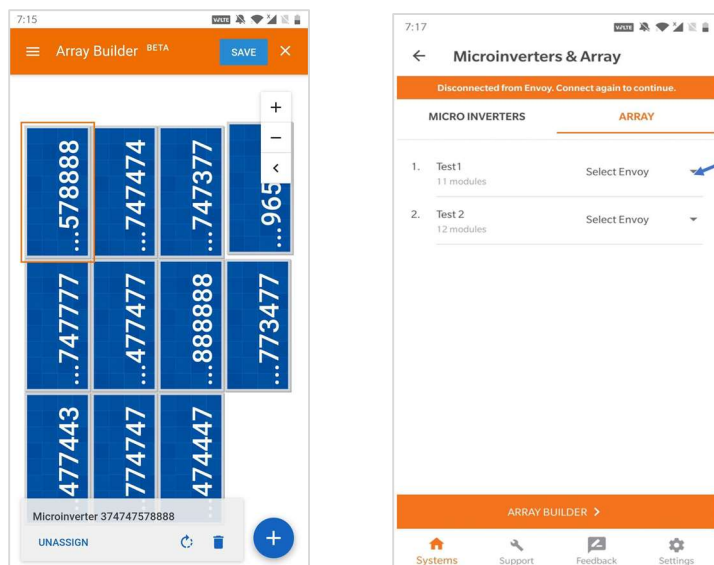 7:15
VoLTE
Array Builder BETA
SAVE
...578888
...747474
...747377
...965
...747777
...477477
...888888
...773477
...477443
...774747
...474447
Microinverter 374747578888
UNASSIGN
7:17
VoLTE
Microinverters & Array
Disconnected from Envoy. Connect again to continue.
MICRO INVERTERS
ARRAY
1. Test1
Select Envoy
11 modules
2. Test 2
Select Envoy
12 modules
ARRAY BUILDER
Systems
Support
Feedback
Settings